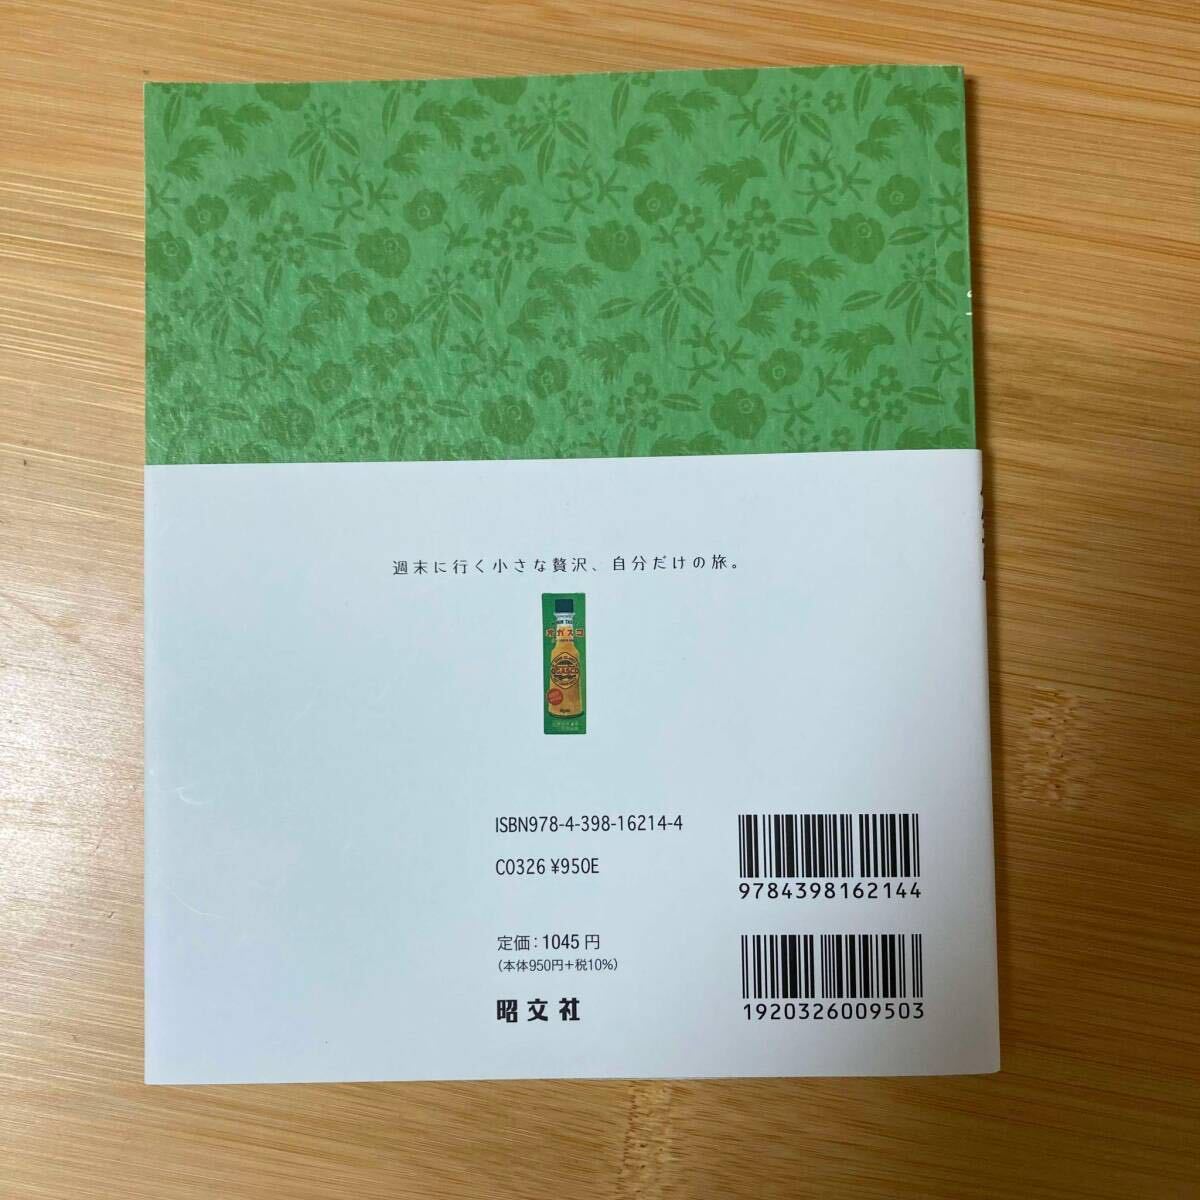 週末に行く小さな贅沢、自分だけの旅。
ISBN978-4-398-16214-4
C0326 ¥950E
9784398162144
定価：1045円
（本体950円＋税10%）
昭文社
1920326009503